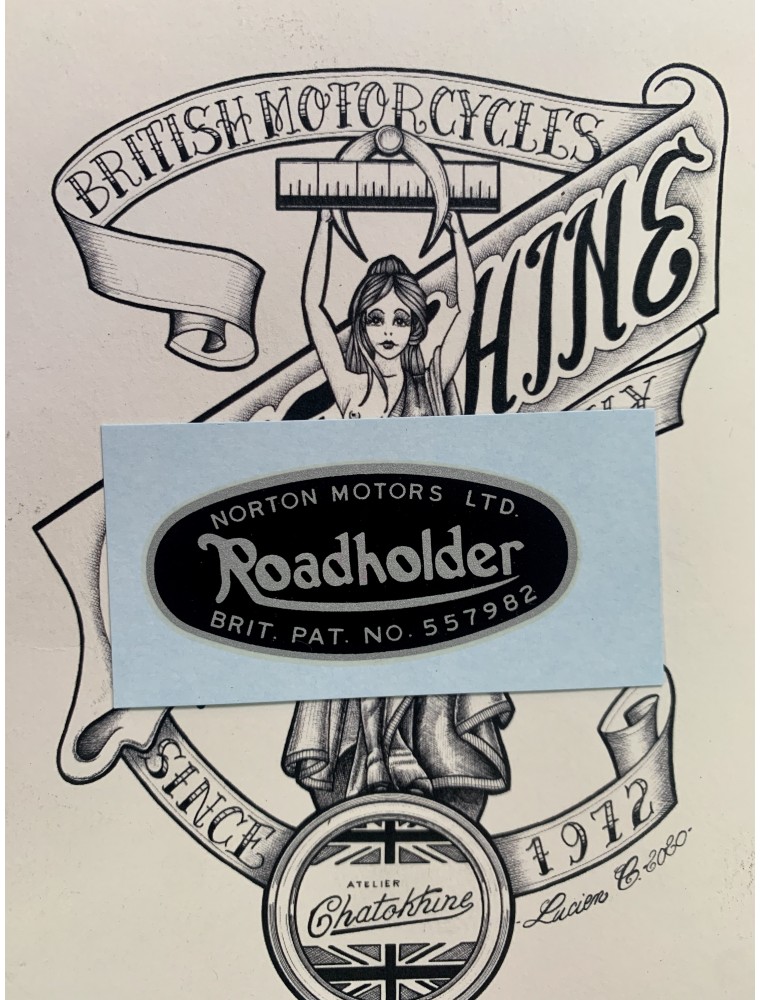 BRITISH MOTORCYCLES
HINE
NORTON MOTORS LTD.
Roadholder
BRIT. PAT. NO. 557982
SINCE
1972
Lucien C. 2020
ATELIER
Chatokhine